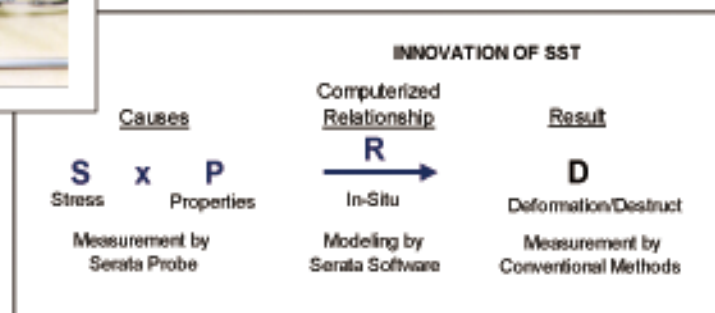 INNOVATION OF SST
Causes
Computerized
Relationship
Result
S x P
R
D
Stress
Properties
In-Situ
Deformation/Destruct
Measurement by
Serata Probe
Modeling by
Serata Software
Measurement by
Conventional Methods